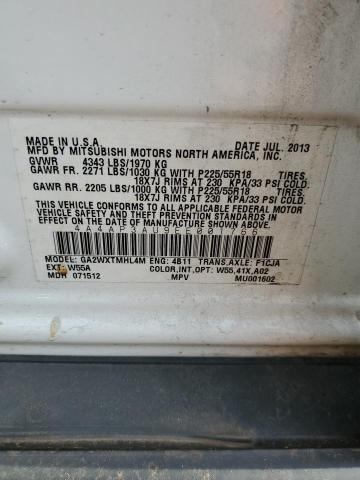 MADE IN U.S.A. DATE JUL. 2013
MFD BY MITSUBISHI MOTORS NORTH AMERICA, INC.
GVWR 4343 LBS/1970 KG
GAWR FR. 2271 LBS/1030 KG WITH P225/55R18 TIRES.
18X7J RIMS AT 230 KPA/33 PSI COLD.
GAWR RR. 2205 LBS/1000 KG WITH P225/55R18 TIRES.
18X7J RIMS AT 230 KPA/33 PSI COLD.
THIS VEHICLE CONFORMS TO ALL APPLICABLE FEDERAL MOTOR VEHICLE SAFETY AND THEFT PREVENTION STANDARDS IN EFFECT ON THE DATE OF MANUFACTURE SHOWN ABOVE.
MODEL: GA2WXTMHL4M ENG: 4B11 TRANS.AXLE: F1CJA
EXT: W55A COLOR,INT,OPT: W55,41X,A02
MDH 071512 MPV MU001602